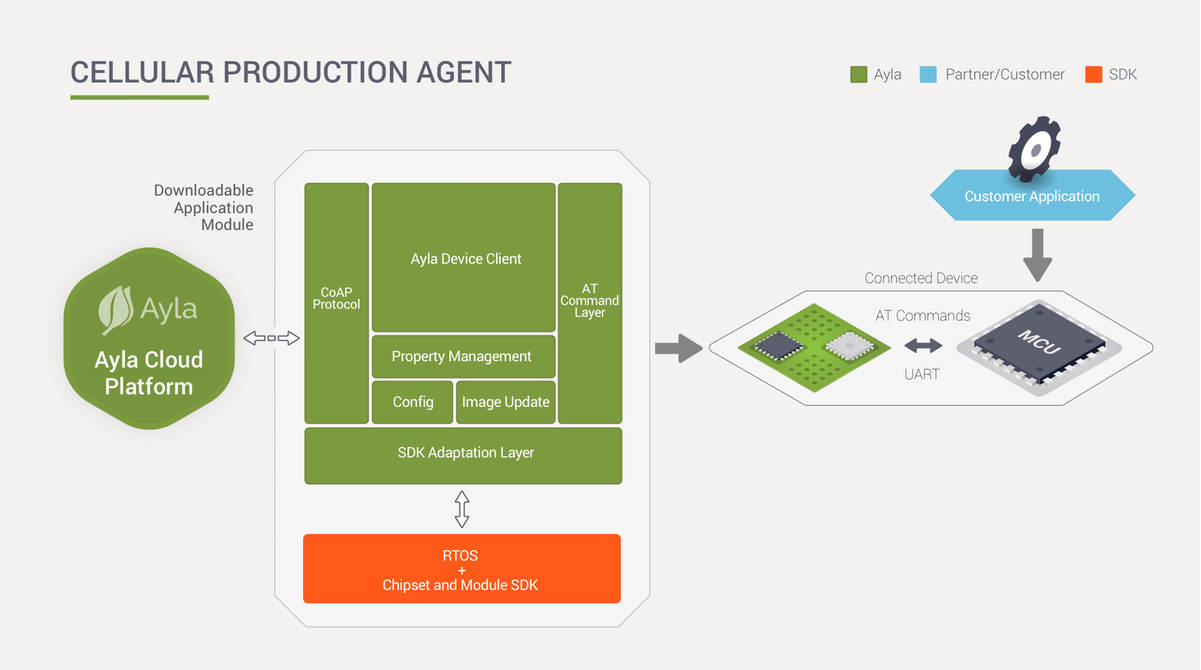 CELLULAR PRODUCTION AGENT
Ayla
Partner/Customer
SDK
Downloadable
Application
Module
Ayla
Ayla Cloud
Platform
CoAP
Protocol
Ayla Device Client
AT
Command
Layer
Property Management
Config
Image Update
SDK Adaptation Layer
RTOS
+
Chipset and Module SDK
Customer Application
Connected Device
AT Commands
UART
MCU